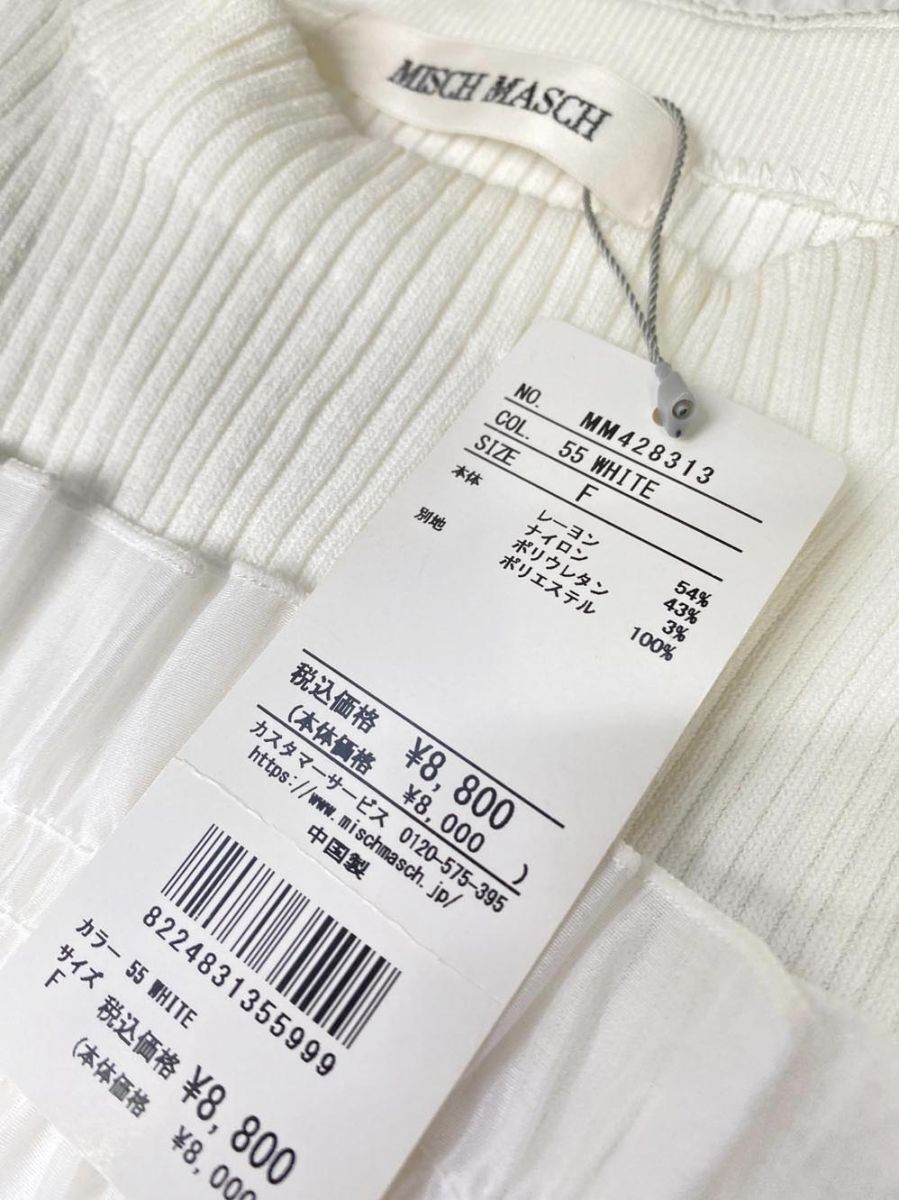 MISCH MASCH
NO. MM428313
COL. 55 WHITE
SIZE F
本体 レーヨン 54%
ナイロン 43%
ポリウレタン 3%
別地 ポリエステル 100%
税込価格 ¥8,800
(本体価格 ¥8,000 )
カスタマーサービス 0120-575-395
https://www.mischmasch.jp/
中国製
8224831355999
カラー 55 WHITE
サイズ F
税込価格 ¥8,800
(本体価格 ¥8,000